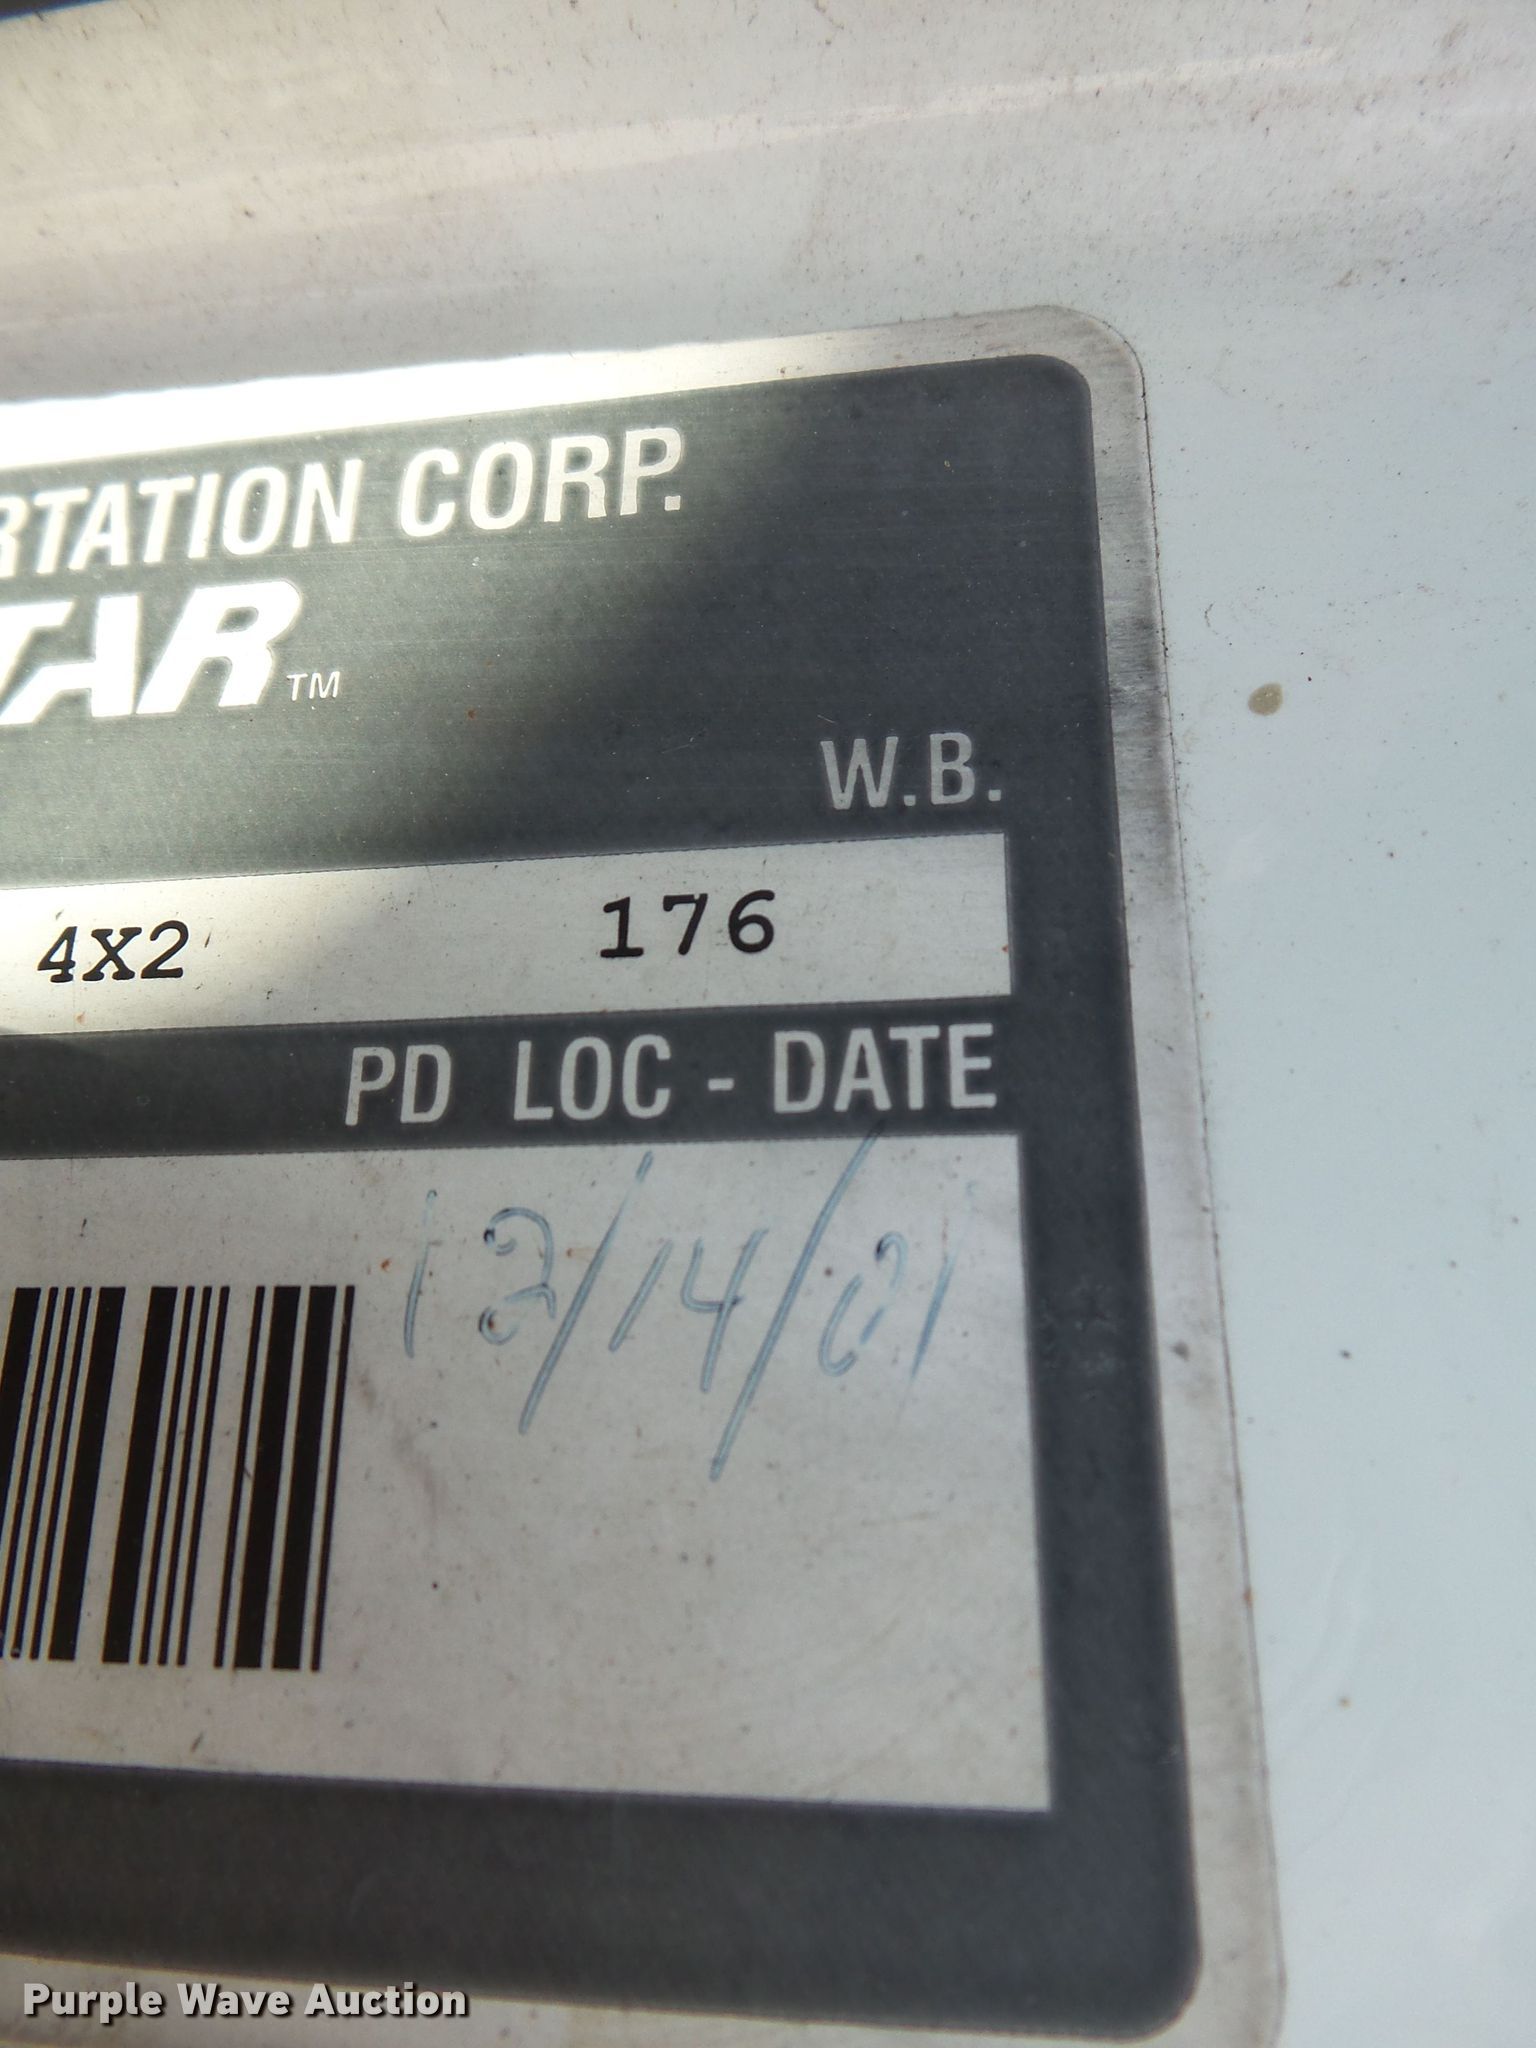 RTATION CORP.
TAR™
W.B.
4X2 176
PD LOC - DATE
12/14/01
Purple Wave Auction